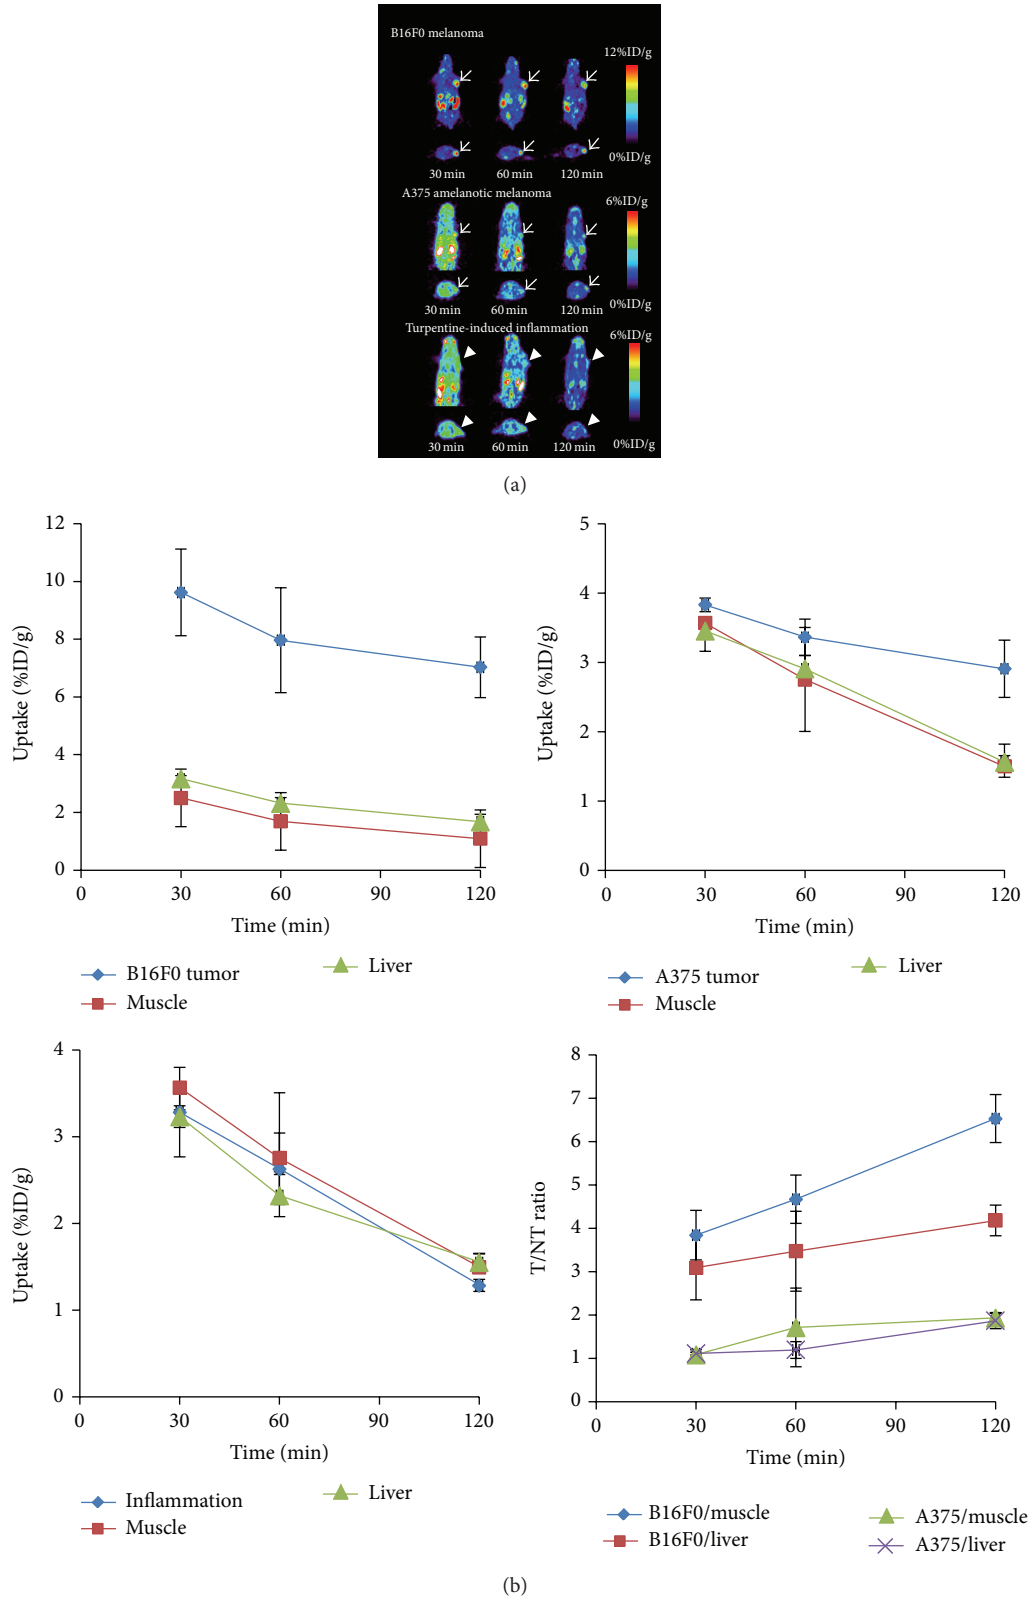 B16F0 melanoma
12%ID/g
0%ID/g
30 min 60 min 120 min
A375 amelanotic melanoma
6%ID/g
0%ID/g
30 min 60 min 120 min
Turpentine-induced inflammation
6%ID/g
0%ID/g
30 min 60 min 120 min
(a)
Uptake (%ID/g)
12
10
8
6
4
2
0
0 30 60 90 120
Time (min)
B16F0 tumor
Muscle
Liver
Uptake (%ID/g)
5
4
3
2
1
0
0 30 60 90 120
Time (min)
A375 tumor
Muscle
Liver
Uptake (%ID/g)
4
3
2
1
0
0 30 60 90 120
Time (min)
Inflammation
Muscle
Liver
T/NT ratio
8
7
6
5
4
3
2
1
0
0 30 60 90 120
Time (min)
B16F0/muscle
B16F0/liver
A375/muscle
A375/liver
(b)